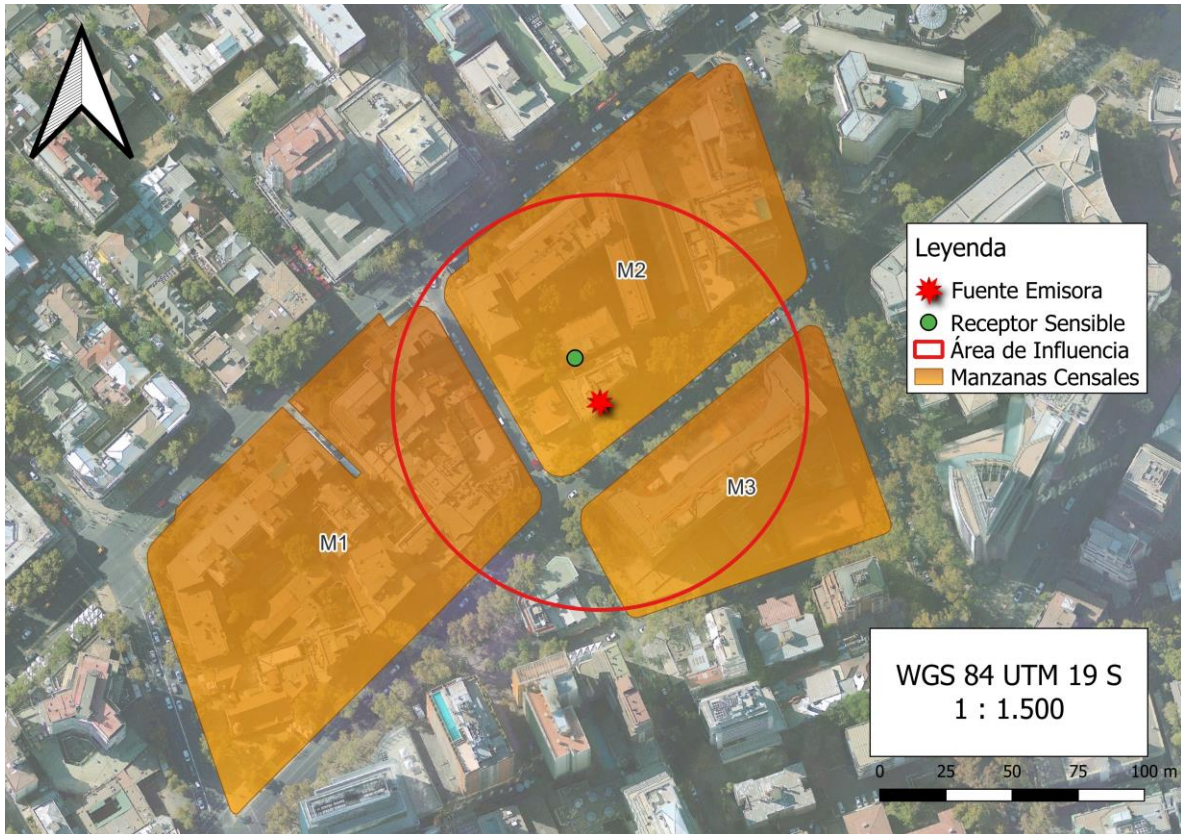 M2
M1
M3
Leyenda
Fuente Emisora
Receptor Sensible
Área de Influencia
Manzanas Censales
WGS 84 UTM 19 S
1 : 1.500
0 25 50 75 100 m